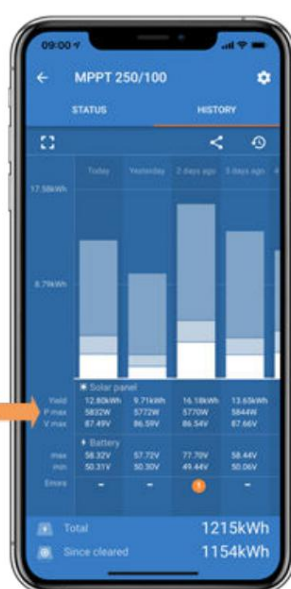 09:00
MPPT 250/100
STATUS HISTORY
Today Yesterday 2 days ago 3 days ago 4
17.58kWh
8.79kWh
Solar panel
Yield 12.80kWh 9.71kWh 16.18kWh 13.65kWh
P max 5832W 5772W 5770W 5844W
V max 87.49V 86.59V 86.54V 87.66V
Battery
max 58.32V 57.72V 77.70V 58.44V
min 50.31V 50.30V 49.44V 50.06V
Errors - - 1 -
Total 1215kWh
Since cleared 1154kWh